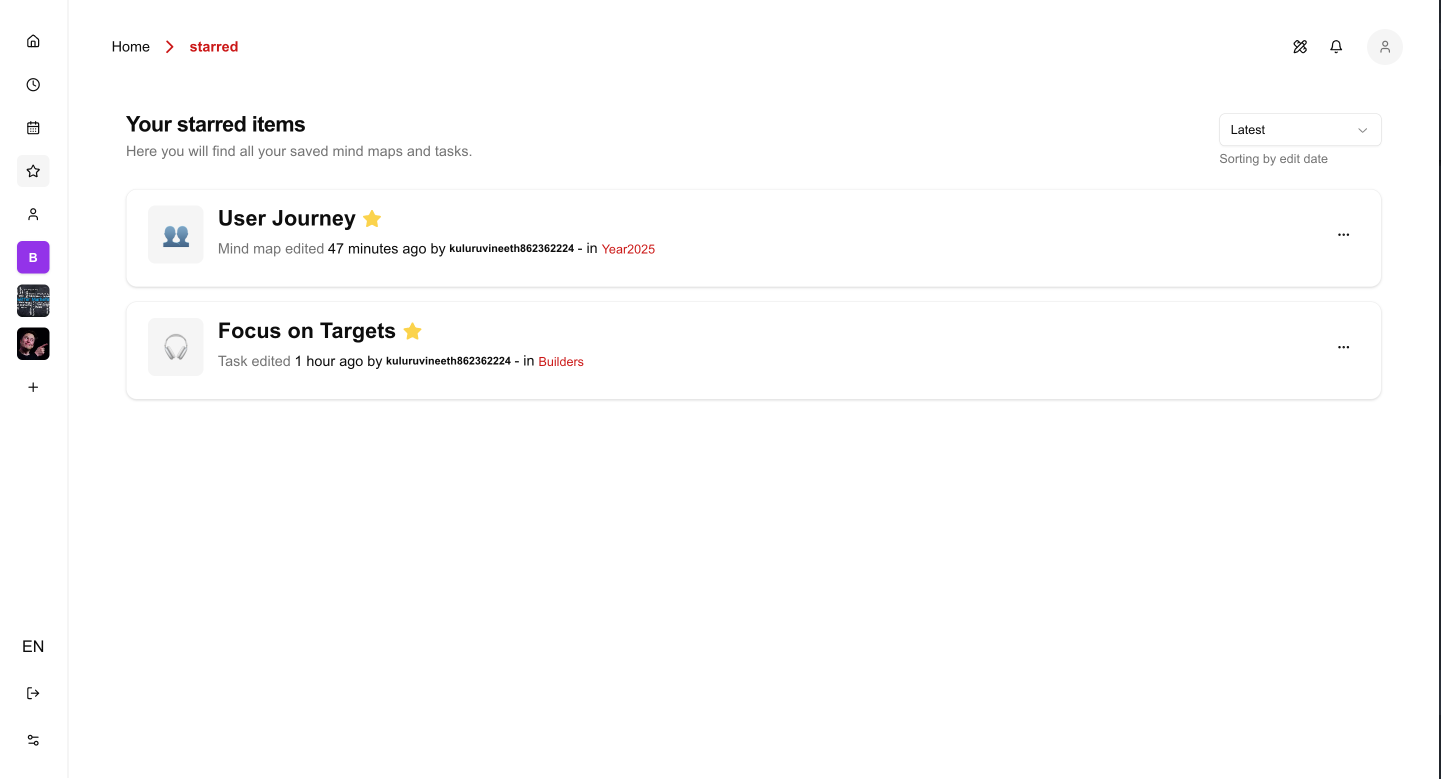 Home > starred
Your starred items
Here you will find all your saved mind maps and tasks.
Latest
Sorting by edit date
User Journey
Mind map edited 47 minutes ago by kuluruvineeth862362224 - in Year2025
Focus on Targets
Task edited 1 hour ago by kuluruvineeth862362224 - in Builders
B
EN